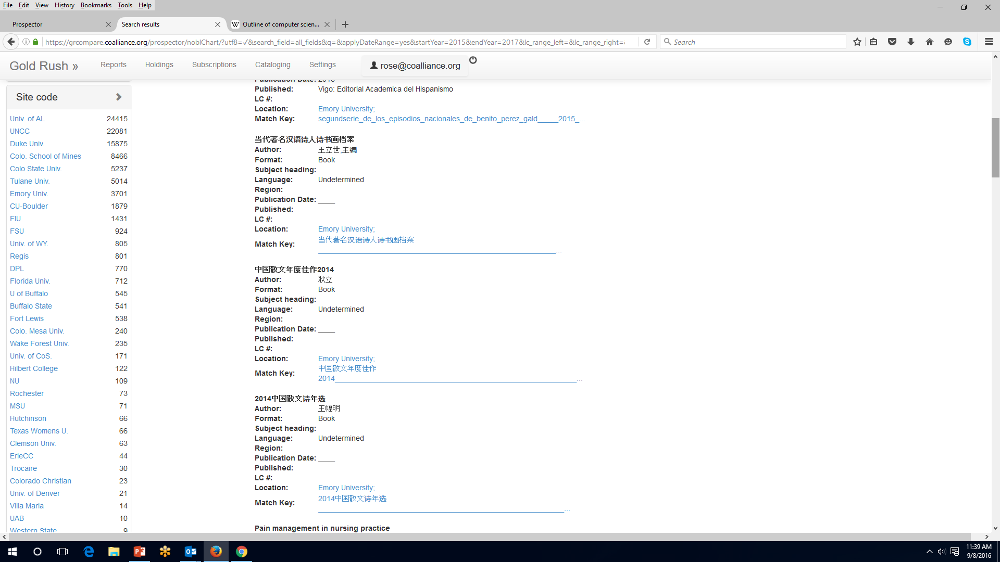 File Edit View History Bookmarks Tools Help
Prospector
Search results
W Outline of computer scien...
https://grcompare.coalliance.org/prospector/noblChart/?utf8=✓&search_field=all_fields&q=&applyDateRange=yes&startYear=2015&endYear=2017&lc_range_left=&lc_range_right=
Search
Gold Rush »
Reports Holdings Subscriptions Cataloging Settings
rose@coalliance.org
Site code
Univ. of AL 24415
UNCC 22081
Duke Univ. 15875
Colo. School of Mines 8466
Colo State Univ. 5237
Tulane Univ. 5014
Emory Univ. 3701
CU-Boulder 1879
FIU 1431
FSU 924
Univ. of WY. 805
Regis 801
DPL 770
Florida Univ. 712
U of Buffalo 545
Buffalo State 541
Fort Lewis 538
Colo. Mesa Univ. 240
Wake Forest Univ. 235
Univ. of CoS. 171
Hilbert College 122
NU 109
Rochester 73
MSU 71
Hutchinson 66
Texas Womens U. 66
Clemson Univ. 63
ErieCC 44
Trocaire 30
Colorado Christian 23
Univ. of Denver 21
Villa Maria 14
UAB 10
Western State 9
Publication Date:
Published: Vigo: Editorial Academica del Hispanismo
LC #:
Location: Emory University;
Match Key: segundserie_de_los_episodios_nacionales_de_benito_perez_gald_____2015_...
当代著名汉语诗人诗书画档案
Author: 王立世,主编
Format: Book
Subject heading:
Language: Undetermined
Region:
Publication Date: ____
Published:
LC #:
Location: Emory University;
Match Key: 当代著名汉语诗人诗书画档案
_________________________________________________________...
中国散文年度佳作2014
Author: 耿立
Format: Book
Subject heading:
Language: Undetermined
Region:
Publication Date: ____
Published:
LC #:
Location: Emory University;
Match Key: 中国散文年度佳作
2014__________________________________________________________...
2014中国散文诗年选
Author: 王幅明
Format: Book
Subject heading:
Language: Undetermined
Region:
Publication Date: ____
Published:
LC #:
Location: Emory University;
Match Key: 2014中国散文诗年选
___________________________________________________________...
Pain management in nursing practice
11:39 AM
9/8/2016